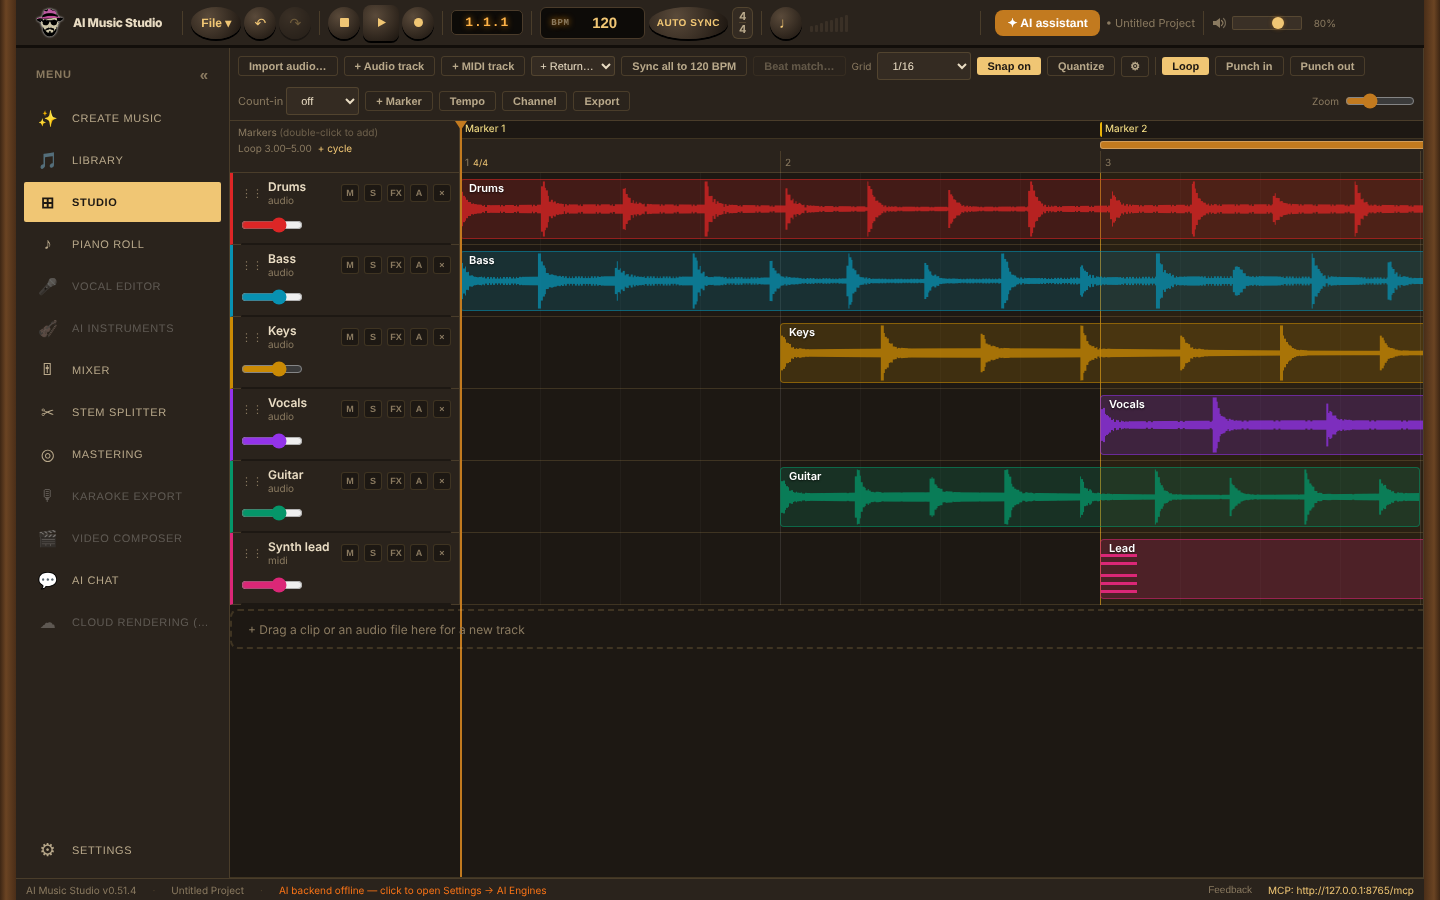 AI Music Studio
File ▾
1.1.1
BPM 120
AUTO SYNC
4
4
✦ AI assistant
• Untitled Project
80%
MENU «
CREATE MUSIC
LIBRARY
STUDIO
PIANO ROLL
VOCAL EDITOR
AI INSTRUMENTS
MIXER
STEM SPLITTER
MASTERING
KARAOKE EXPORT
VIDEO COMPOSER
AI CHAT
CLOUD RENDERING (...
SETTINGS
Import audio... + Audio track + MIDI track + Return... Sync all to 120 BPM Beat match... Grid 1/16 Snap on Quantize Loop Punch in Punch out
Count-in off + Marker Tempo Channel Export Zoom
Markers (double-click to add)
Loop 3.00–5.00 + cycle
Marker 1 Marker 2
1 4/4 2 3
Drums M S FX A ×
audio
Drums
Bass M S FX A ×
audio
Bass
Keys M S FX A ×
audio
Keys
Vocals M S FX A ×
audio
Vocals
Guitar M S FX A ×
audio
Guitar
Synth lead M S FX A ×
midi
Lead
+ Drag a clip or an audio file here for a new track
AI Music Studio v0.51.4 · Untitled Project · AI backend offline — click to open Settings → AI Engines Feedback MCP: http://127.0.0.1:8765/mcp